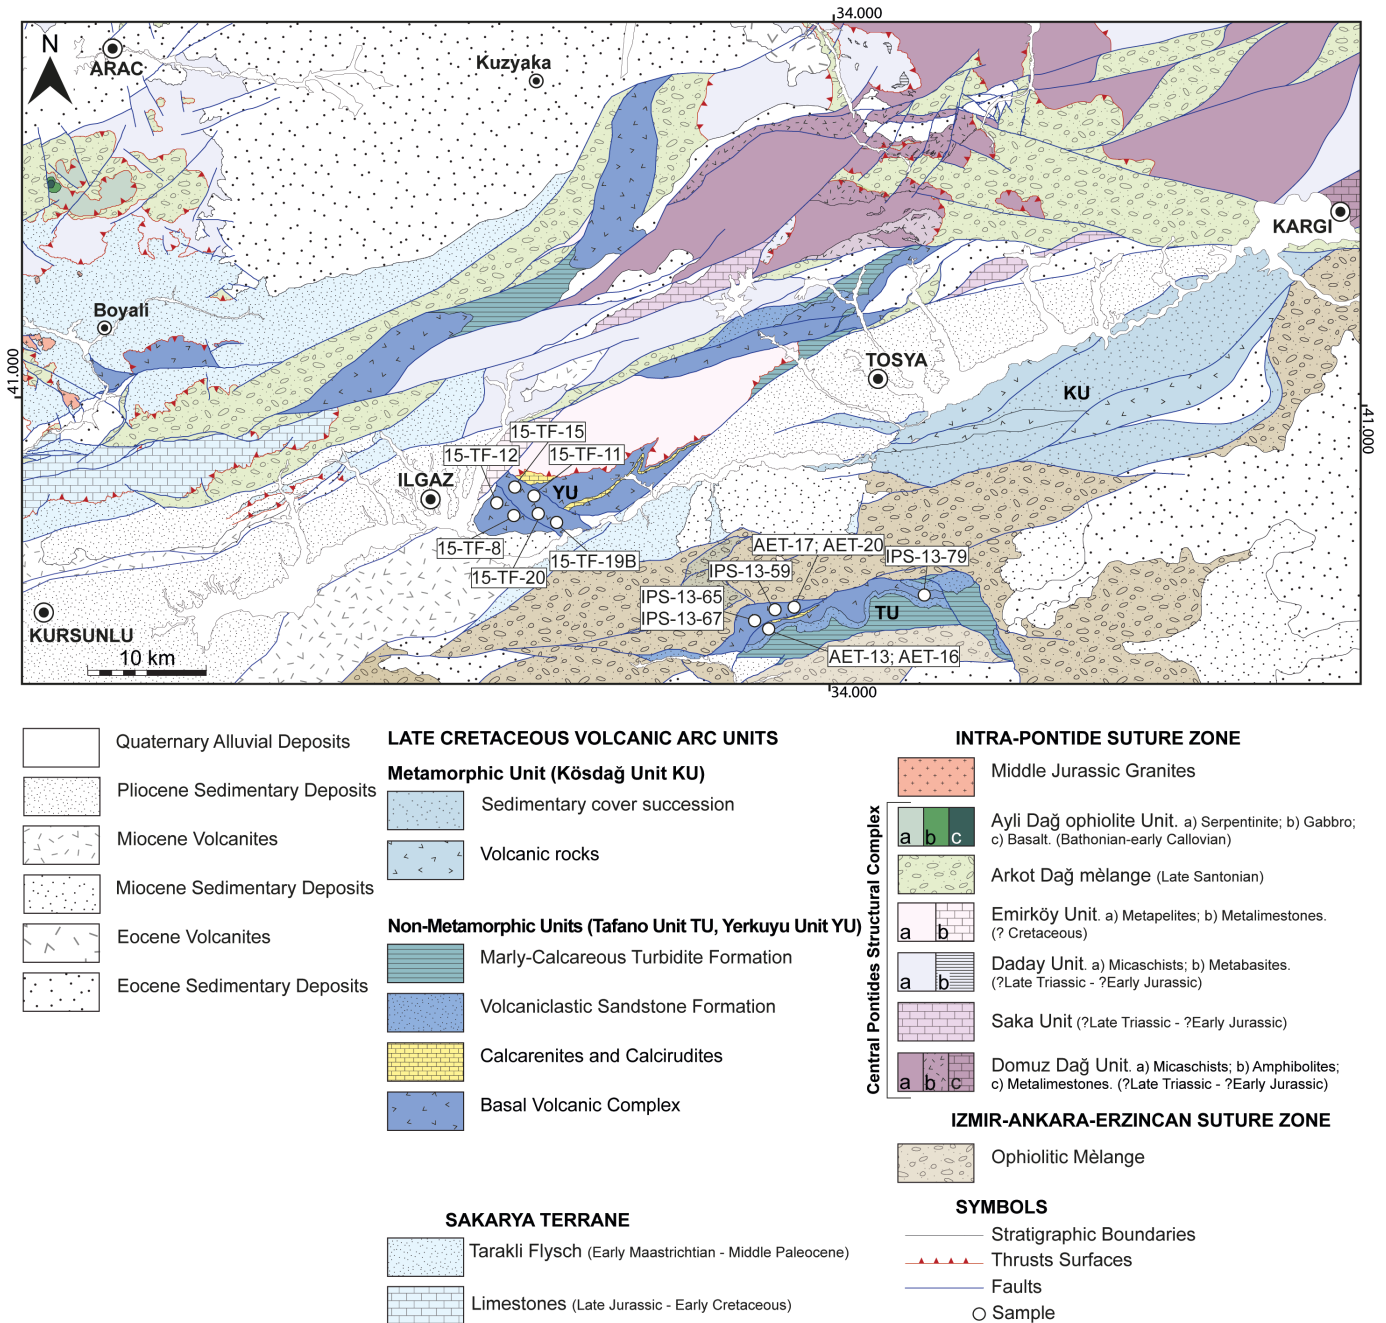 34.000
N
ARAC
Kuzyaka
KARGI
Boyali
41.000
TOSYA
KU
41.000
15-TF-15
15-TF-12
15-TF-11
ILGAZ
YU
15-TF-8
15-TF-19B
15-TF-20
AET-17; AET-20
IPS-13-79
IPS-13-59
IPS-13-65
IPS-13-67
TU
KURSUNLU
10 km
AET-13; AET-16
34.000
Quaternary Alluvial Deposits
Pliocene Sedimentary Deposits
Miocene Volcanites
Miocene Sedimentary Deposits
Eocene Volcanites
Eocene Sedimentary Deposits
LATE CRETACEOUS VOLCANIC ARC UNITS
Metamorphic Unit (Kösdağ Unit KU)
Sedimentary cover succession
Volcanic rocks
Non-Metamorphic Units (Tafano Unit TU, Yerkuyu Unit YU)
Marly-Calcareous Turbidite Formation
Volcaniclastic Sandstone Formation
Calcarenites and Calcirudites
Basal Volcanic Complex
SAKARYA TERRANE
Tarakli Flysch (Early Maastrichtian - Middle Paleocene)
Limestones (Late Jurassic - Early Cretaceous)
INTRA-PONTIDE SUTURE ZONE
Middle Jurassic Granites
Central Pontides Structural Complex
a b c
Ayli Dağ ophiolite Unit. a) Serpentinite; b) Gabbro;
c) Basalt. (Bathonian-early Callovian)
Arkot Dağ mèlange (Late Santonian)
a b
Emirköy Unit. a) Metapelites; b) Metalimestones.
(? Cretaceous)
a b
Daday Unit. a) Micaschists; b) Metabasites.
(?Late Triassic - ?Early Jurassic)
Saka Unit (?Late Triassic - ?Early Jurassic)
a b c
Domuz Dağ Unit. a) Micaschists; b) Amphibolites;
c) Metalimestones. (?Late Triassic - ?Early Jurassic)
IZMIR-ANKARA-ERZINCAN SUTURE ZONE
Ophiolitic Mèlange
SYMBOLS
Stratigraphic Boundaries
Thrusts Surfaces
Faults
Sample